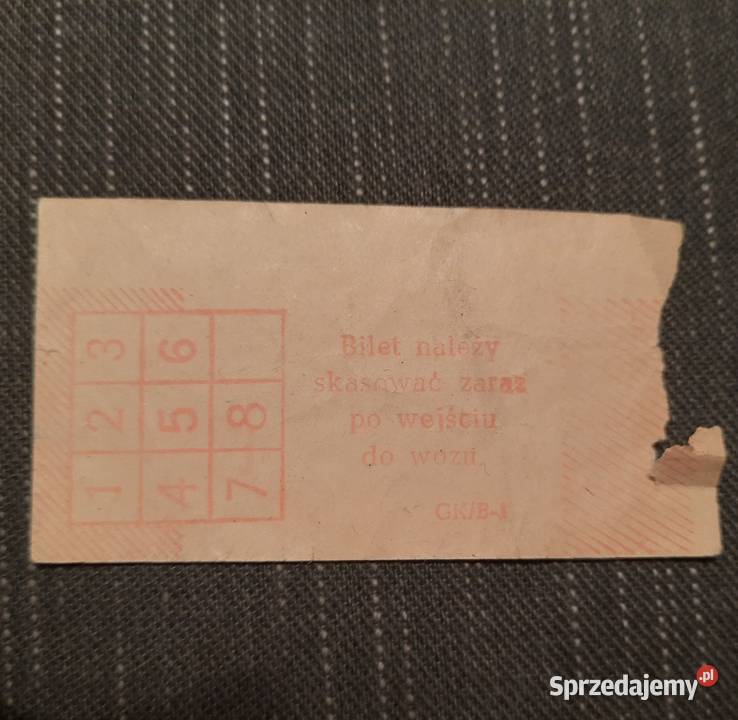 3 6
2 5 8
1 4 7
Bilet należy
skasować zaraz
po wejściu
do wozu
GK/B-1
Sprzedajemy.pl